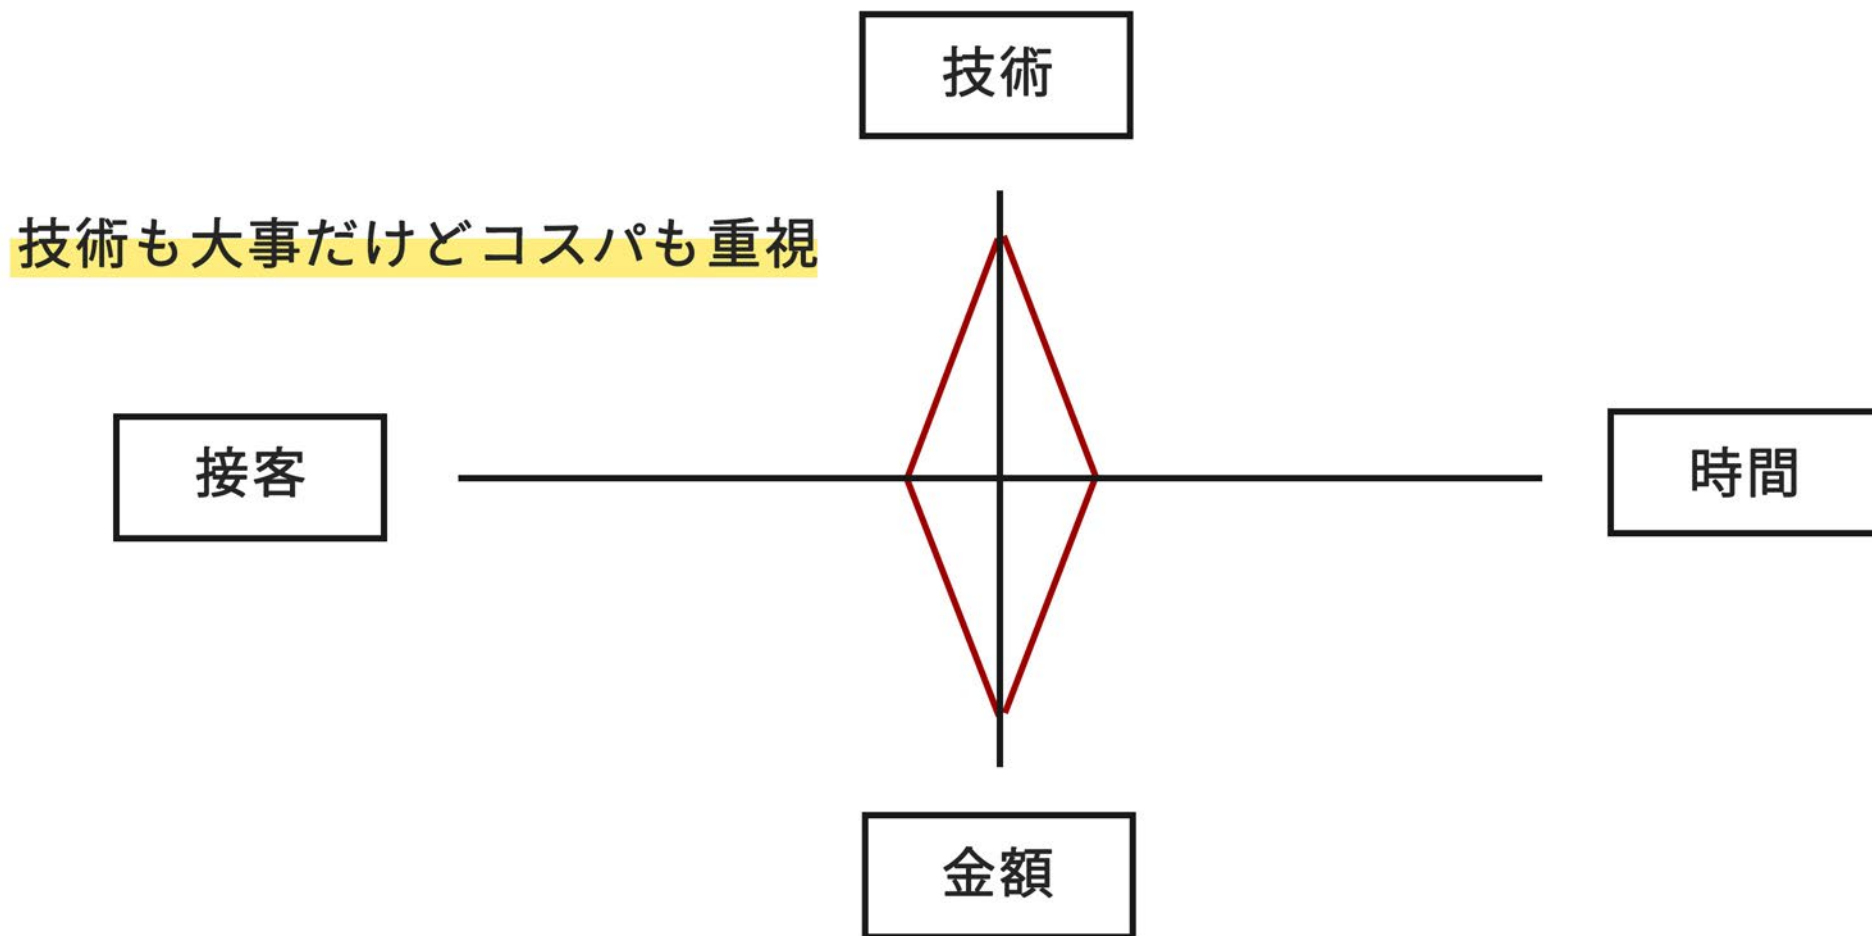 技術
技術も大事だけどコスパも重視
接客
時間
金額